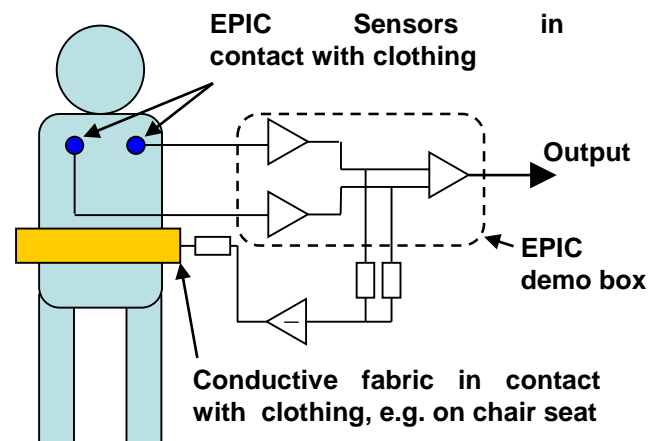 EPIC Sensors in
contact with clothing
Output
EPIC
demo box
–
Conductive fabric in contact
with clothing, e.g. on chair seat